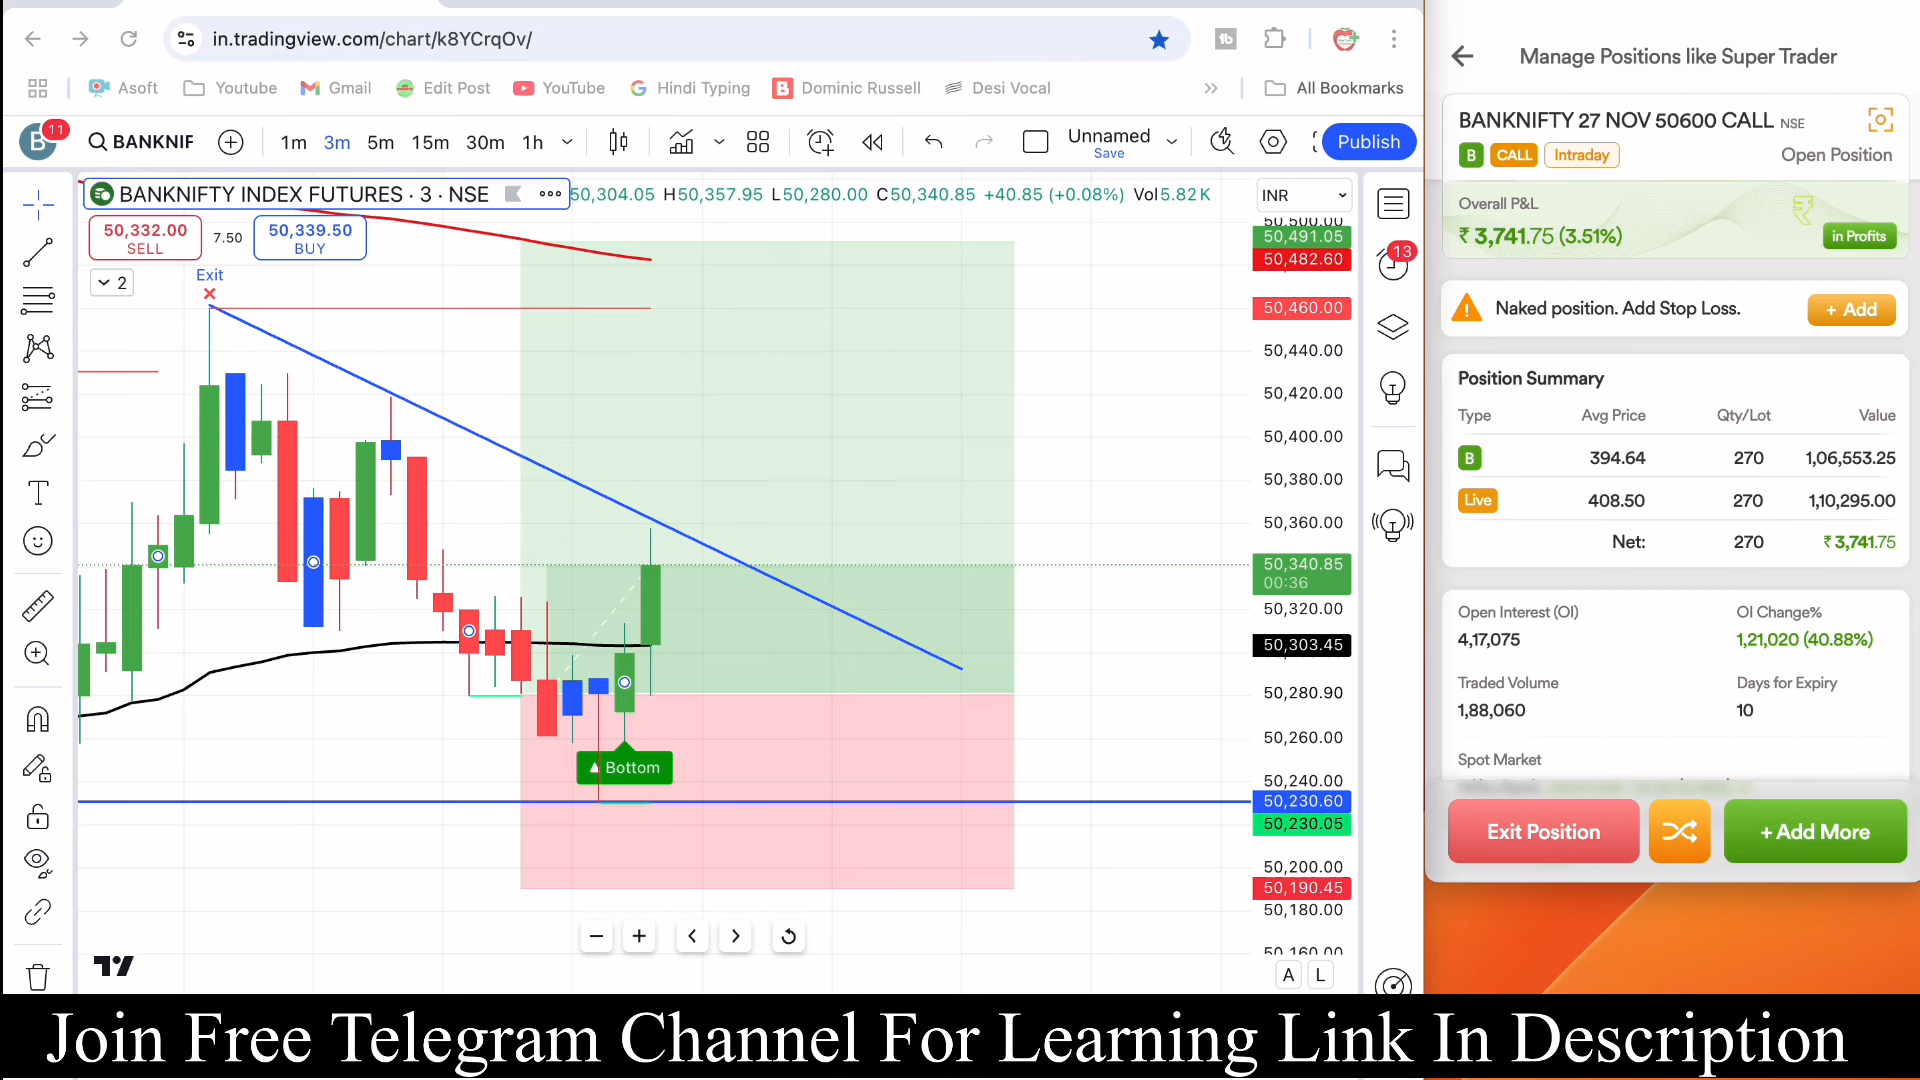 in.tradingview.com/chart/k8YCrqOv/
Asoft
Youtube
Gmail
Edit Post
YouTube
Hindi Typing
Dominic Russell
Desi Vocal
»
All Bookmarks
B
11
BANKNIF
1m
3m
5m
15m
30m
1h
Unnamed
Save
Publish
BANKNIFTY INDEX FUTURES · 3 · NSE
50,304.05 H50,357.95 L50,280.00 C50,340.85 +40.85 (+0.08%) Vol5.82 K
INR
50,332.00
SELL
7.50
50,339.50
BUY
2
Exit
Bottom
50,500.00
50,491.05
50,482.60
50,460.00
50,440.00
50,420.00
50,400.00
50,380.00
50,360.00
50,340.85
00:36
50,320.00
50,303.45
50,280.90
50,260.00
50,240.00
50,230.60
50,230.05
50,200.00
50,190.45
50,180.00
50,160.00
A
L
13
Manage Positions like Super Trader
BANKNIFTY 27 NOV 50600 CALL NSE
B CALL Intraday
Open Position
Overall P&L
₹ 3,741.75 (3.51%)
in Profits
Naked position. Add Stop Loss.
+ Add
Position Summary
Type Avg Price Qty/Lot Value
B 394.64 270 1,06,553.25
Live 408.50 270 1,10,295.00
Net: 270 ₹ 3,741.75
Open Interest (OI)
OI Change%
4,17,075
1,21,020 (40.88%)
Traded Volume
Days for Expiry
1,88,060
10
Spot Market
Exit Position
+ Add More
Join Free Telegram Channel For Learning Link In Description